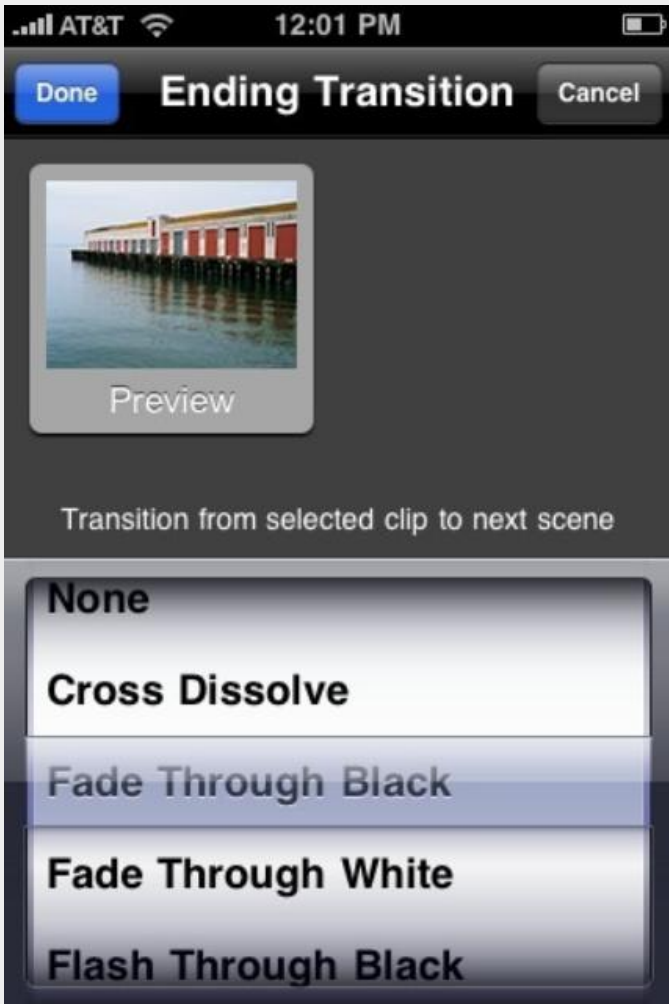 AT&T 12:01 PM
Done Ending Transition Cancel
Preview
Transition from selected clip to next scene
None
Cross Dissolve
Fade Through Black
Fade Through White
Flash Through Black